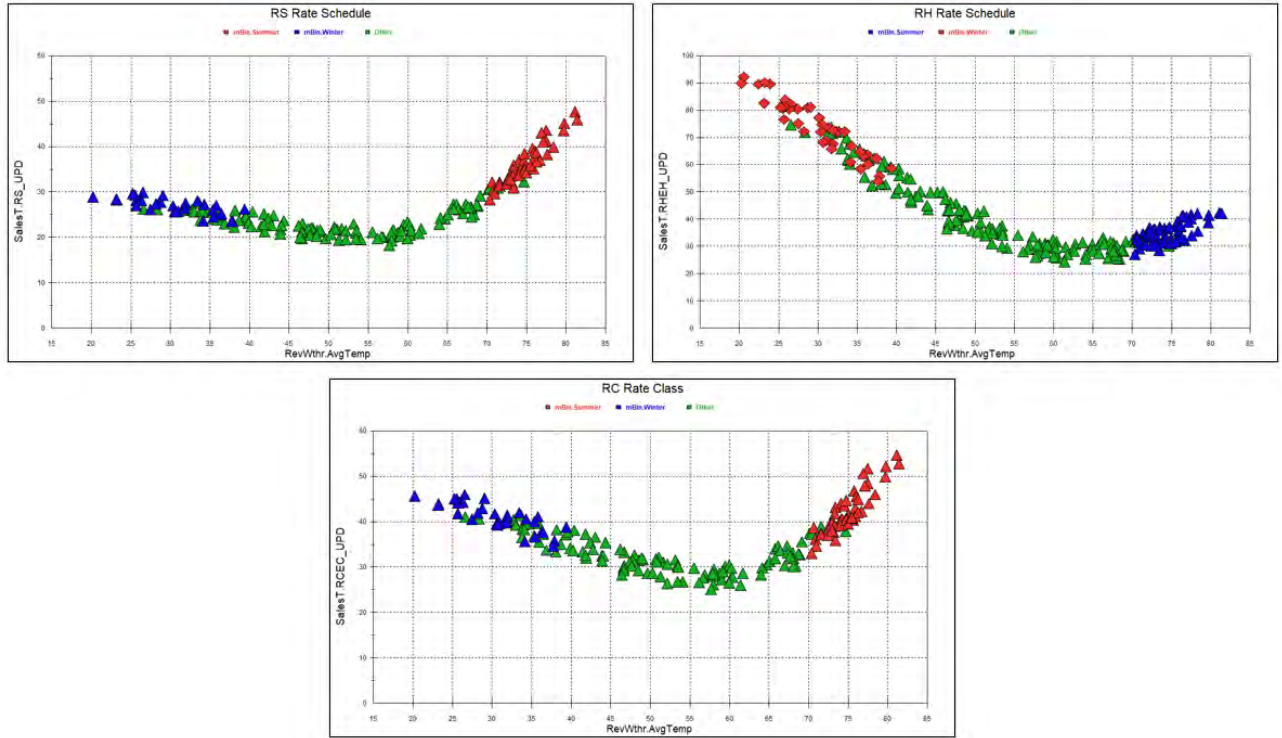 RS Rate Schedule
mBin.Summer mBin.Winter
SalesT.RS_UPD
60
50
40
30
20
10
0
15 20 25 30 35 40 45 50 55 60 65 70 75 80 85
RevWthr.AvgTemp
RH Rate Schedule
mBin.Summer mBin.Winter
SalesT.RHEH_UPD
100
90
80
70
60
50
40
30
20
10
0
15 20 25 30 35 40 45 50 55 60 65 70 75 80 85
RevWthr.AvgTemp
RC Rate Class
mBin.Summer mBin.Winter
SalesT.RCEC_UPD
60
50
40
30
20
10
0
15 20 25 30 35 40 45 50 55 60 65 70 75 80 85
RevWthr.AvgTemp